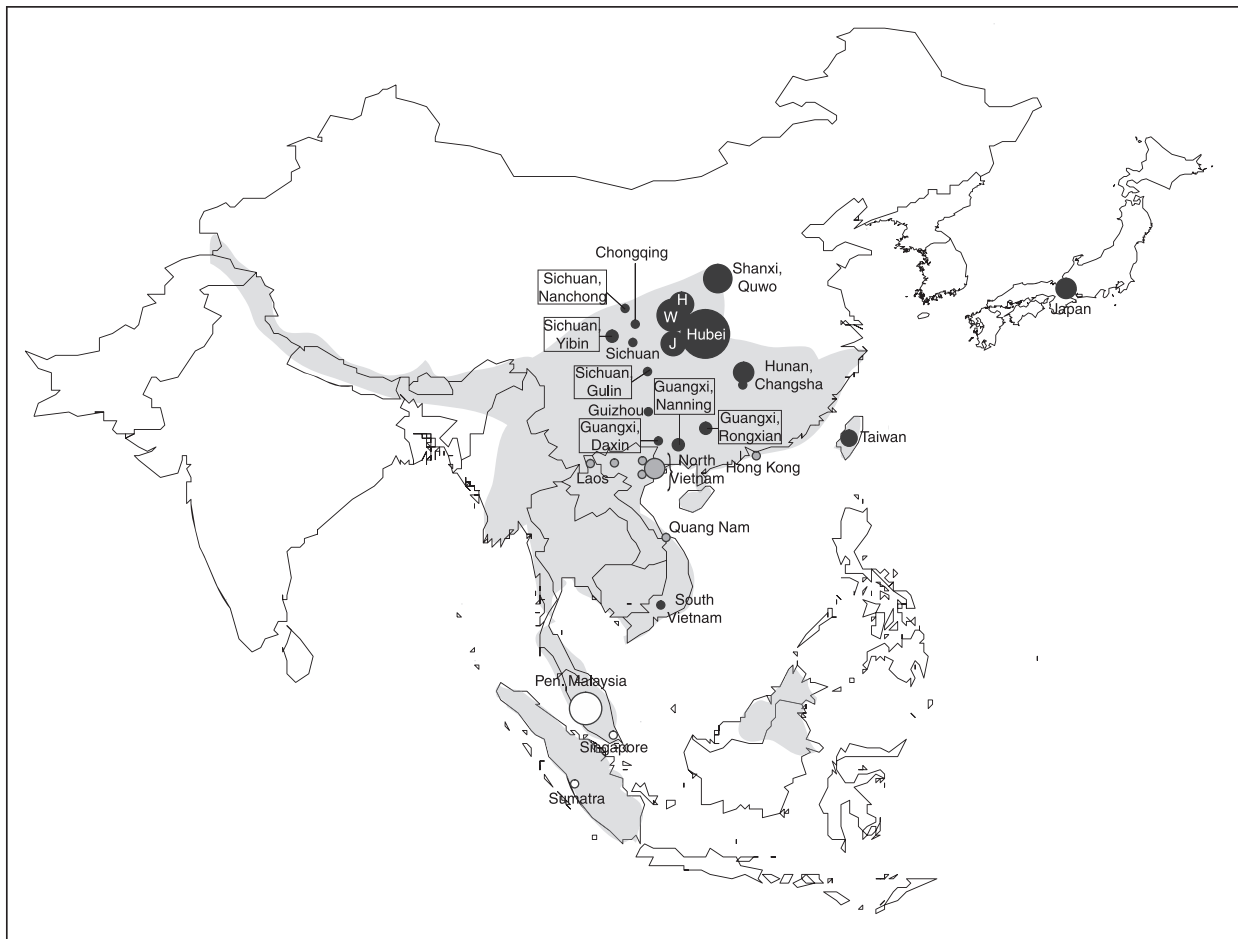 Chongqing
Sichuan,
Nanchong
Shanxi,
Quwo
H
W
Hubei
J
Japan
Sichuan,
Yibin
Sichuan
Sichuan,
Gulin
Hunan,
Changsha
Guangxi,
Nanning
Guizhou
Guangxi,
Rongxian
Guangxi,
Daxin
Taiwan
North
Vietnam
Hong Kong
Laos
Quang Nam
South
Vietnam
Pen. Malaysia
Singapore
Sumatra